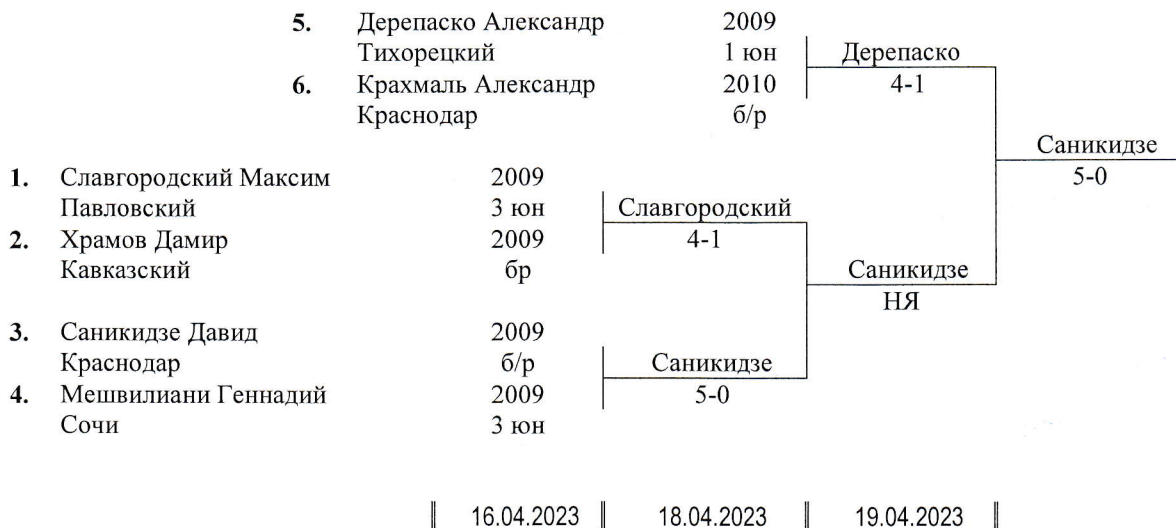 5. Дерепаско Александр 2009
Тихорецкий 1 юн Дерепаско
6. Крахмаль Александр 2010 4-1
Краснодар б/р
Саникидзе
5-0
1. Славгородский Максим 2009
Павловский 3 юн Славгородский
2. Храмов Дамир 2009 4-1
Кавказский бр Саникидзе
НЯ
3. Саникидзе Давид 2009
Краснодар б/р Саникидзе
4. Мешвилиани Геннадий 2009 5-0
Сочи 3 юн
16.04.2023 18.04.2023 19.04.2023